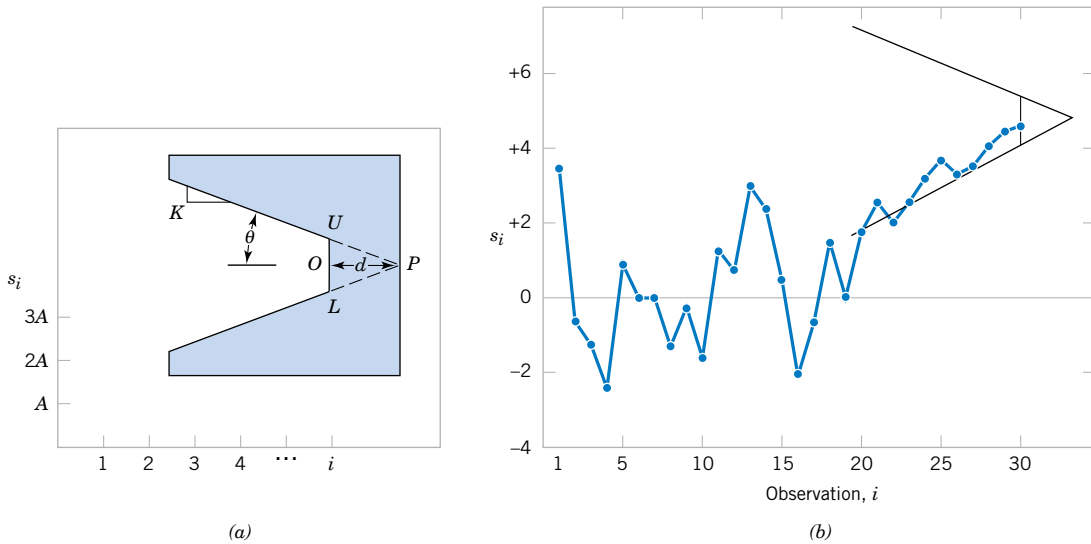 K
U
θ
O
d
P
L
s_i
3A
2A
A
1 2 3 4 ... i
(a)
+6
+4
+2
s_i
0
−2
−4
1 5 10 15 20 25 30
Observation, i
(b)